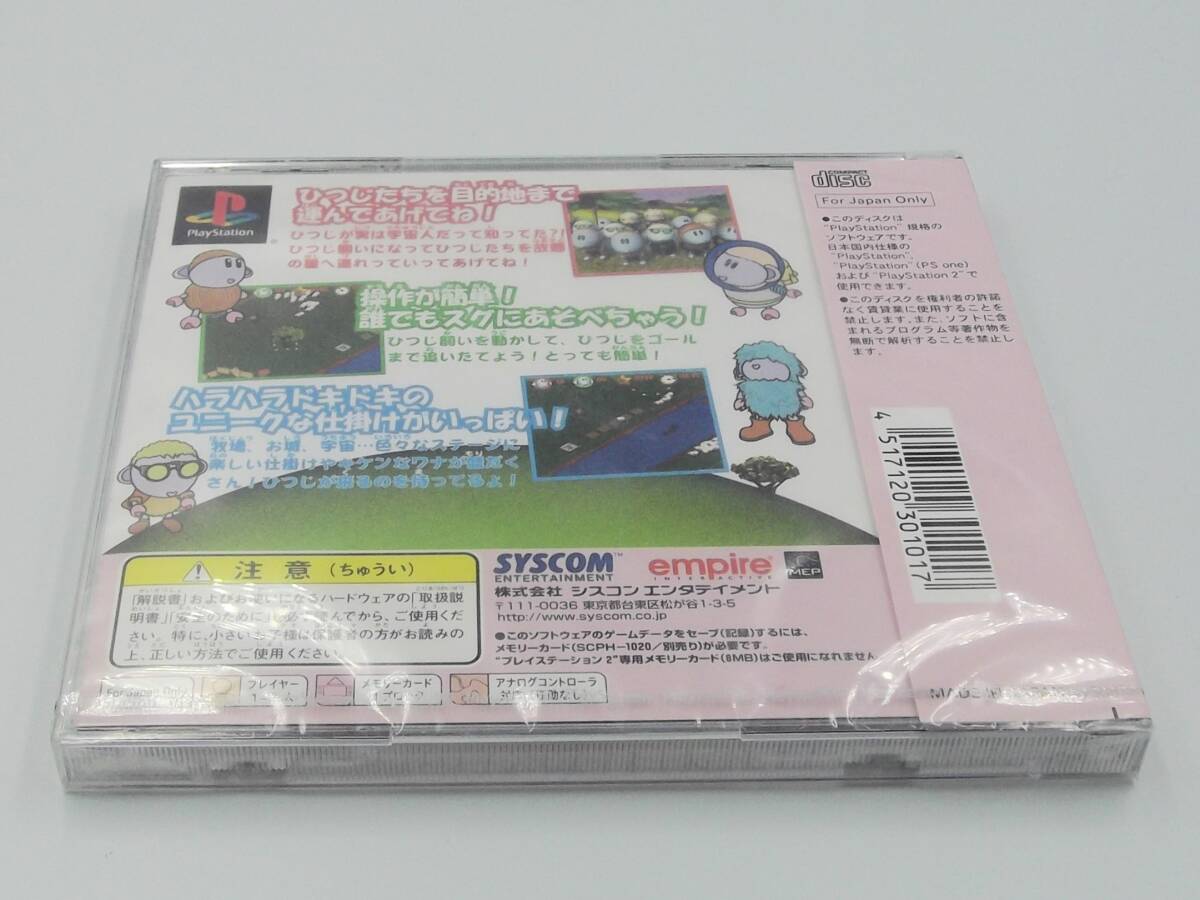 PlayStation
ひつじたちを目的地まで
運んであげてね！
ひつじが実は宇宙人だって知ってた?!
ひつじ飼いになってひつじたちを故郷
の星へ連れっていってあげてね！
操作が簡単！
誰でもスグにあそべちゃう！
ひつじ飼いを動かして、ひつじをゴール
まで追いたてよう！とっても簡単！
ハラハラドキドキの
ユニークな仕掛けがいっぱい！
牧場、お城、宇宙…色々なステージに
楽しい仕掛けやキケンなワナが盛だく
さん！ひつじが困るのを待ってるよ！
注意（ちゅうい）
「解説書」およびお使いになるハードウェアの「取扱説
明書」「安全のために」を必ず読んでから、ご使用くだ
さい。特に、小さいお子様には保護者の方がお読みの
上、正しい方法でご使用ください。
SYSCOM™
ENTERTAINMENT
empire®
INTERACTIVE
MEP
株式会社 シスコンエンタテイメント
〒111-0036 東京都台東区松が谷1-3-5
http://www.syscom.co.jp
●このソフトウェアのゲームデータをセーブ（記録）するには、
メモリーカード（SCPH-1020／別売り）が必要です。
"プレイステーション 2"専用メモリーカード（8MB）はご使用になれません
For Japan Only
プレイヤー
メモリーカード
アナログコントローラ
COMPACT
disc
For Japan Only
●このディスクは
"PlayStation" 規格の
ソフトウェアです。
日本国内仕様の
"PlayStation"、
"PlayStation"（PS one）
および "PlayStation 2"で
使用できます。
●このディスクを権利者の許諾
なく賃貸業に使用することを
禁止します。また、ソフトに含
まれるプログラム等著作物を
無断で解析することを禁止し
ます。
4 517120 301017